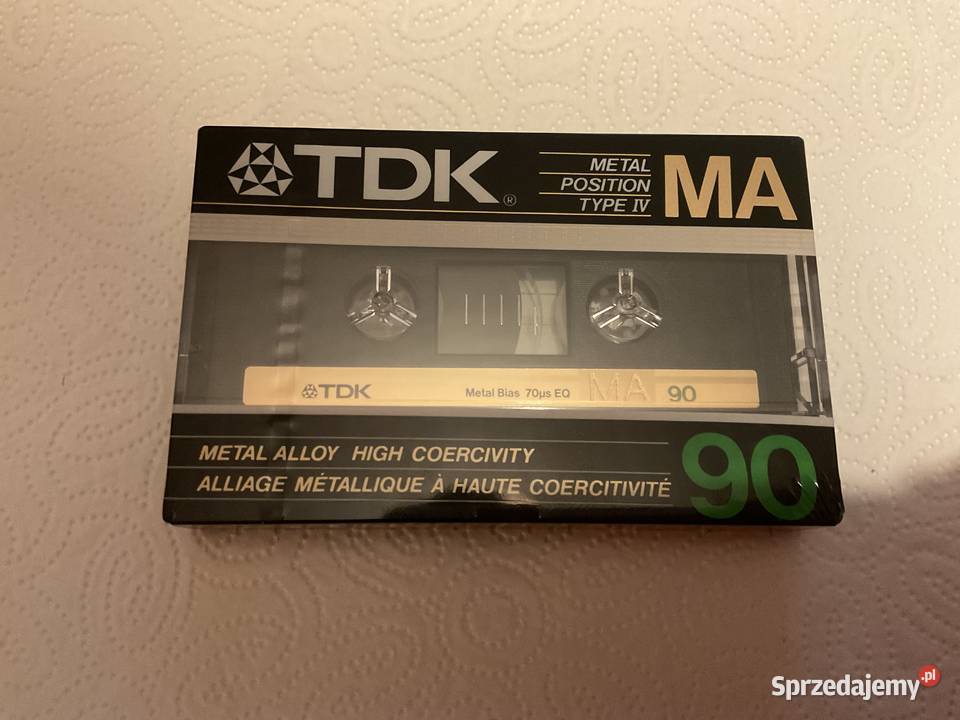 TDK®
METAL
POSITION
TYPE IV
MA
TDK Metal Bias 70µs EQ MA 90
METAL ALLOY HIGH COERCIVITY
ALLIAGE MÉTALLIQUE À HAUTE COERCITIVITÉ
90
Sprzedajemy.pl